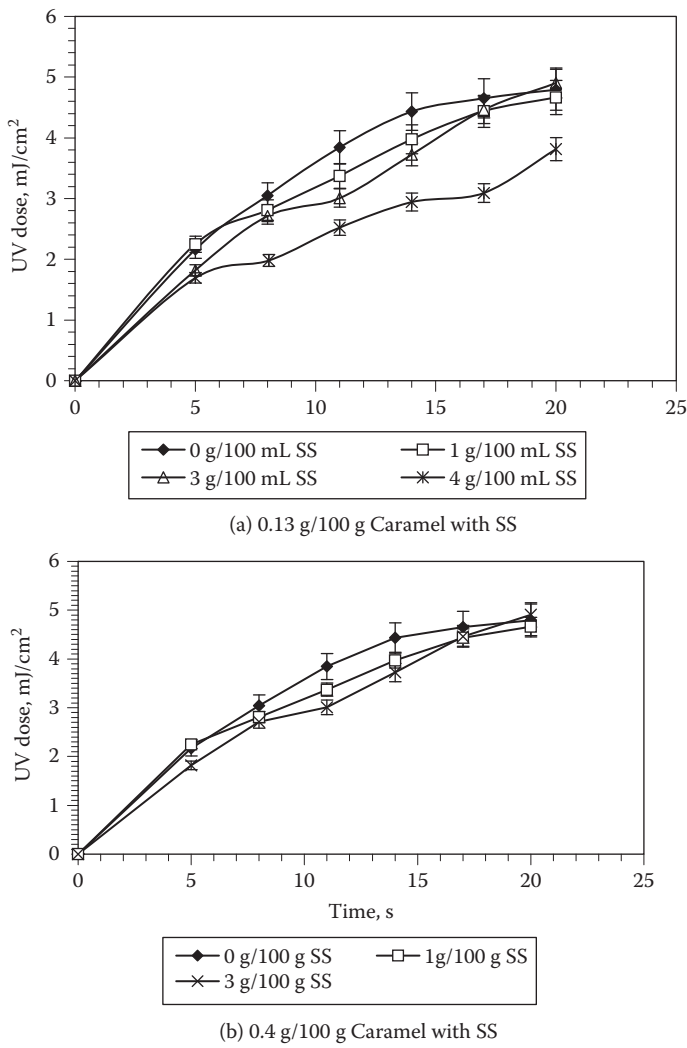 6
5
4
3
2
1
0
UV dose, mJ/cm2
0 5 10 15 20 25
0 g/100 mL SS 1 g/100 mL SS
3 g/100 mL SS 4 g/100 mL SS
(a) 0.13 g/100 g Caramel with SS
6
5
4
3
2
1
0
UV dose, mJ/cm2
0 5 10 15 20 25
Time, s
0 g/100 g SS 1g/100 g SS
3 g/100 g SS
(b) 0.4 g/100 g Caramel with SS